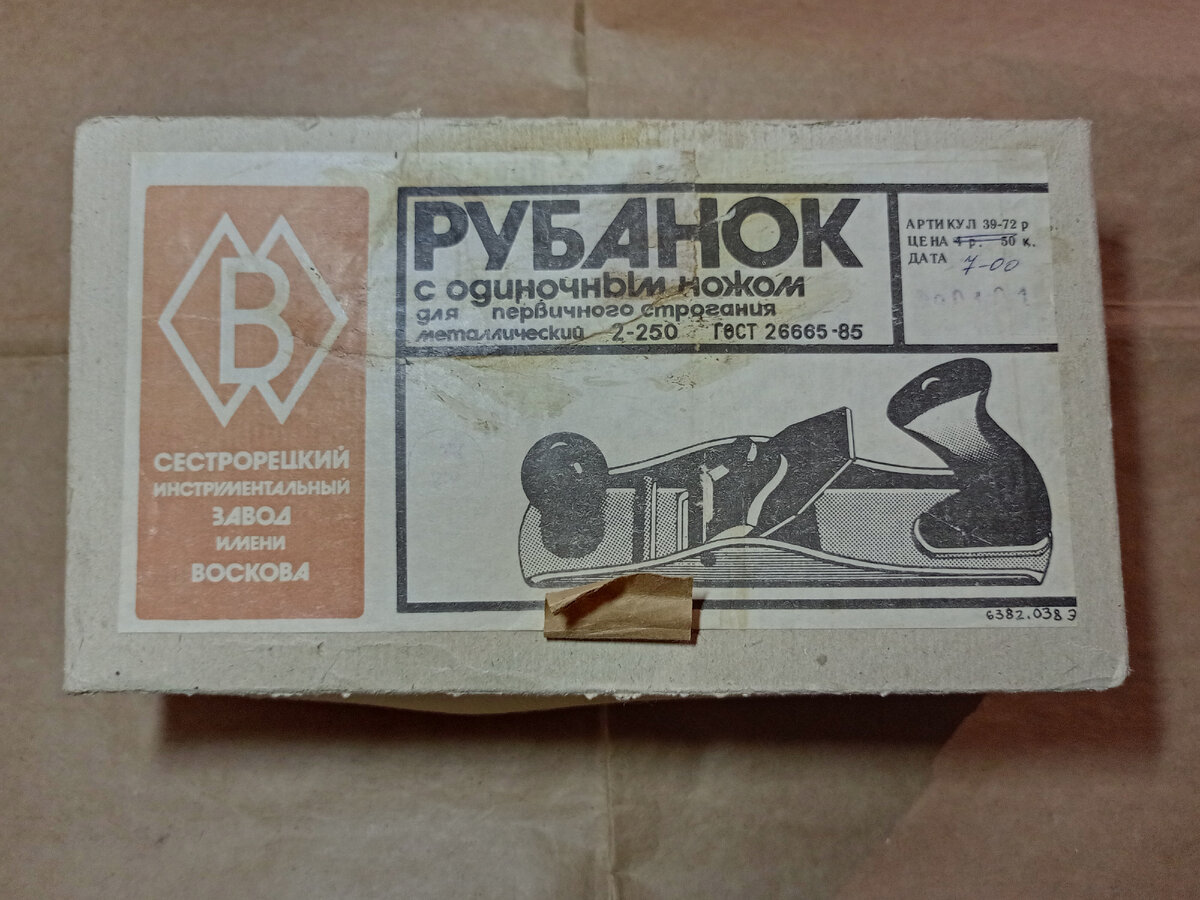 В
СЕСТРОРЕЦКИЙ
ИНСТРУМЕНТАЛЬНЫЙ
ЗАВОД
ИМЕНИ
ВОСКОВА
РУБАНОК
с одиночным ножом
для первичного строгания
металлический 2-250 ГОСТ 26665-85
АРТИКУЛ 39-72 р
ЦЕНА 4 р. 50 к.
ДАТА 7-00
6382.038 Э